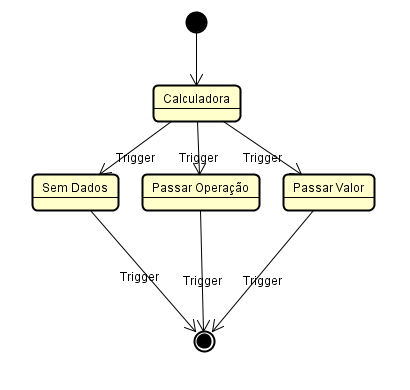 Calculadora
Trigger
Trigger
Trigger
Sem Dados
Passar Operação
Passar Valor
Trigger
Trigger
Trigger